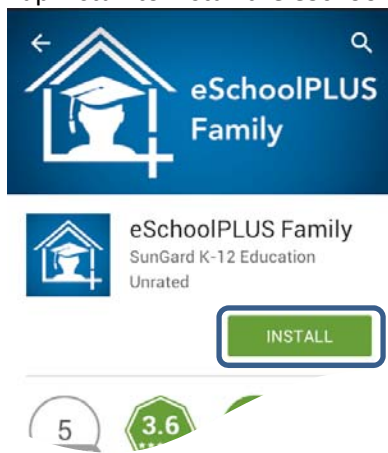 eSchoolPLUS
Family
eSchoolPLUS Family
SunGard K-12 Education
Unrated
INSTALL
5
3.6